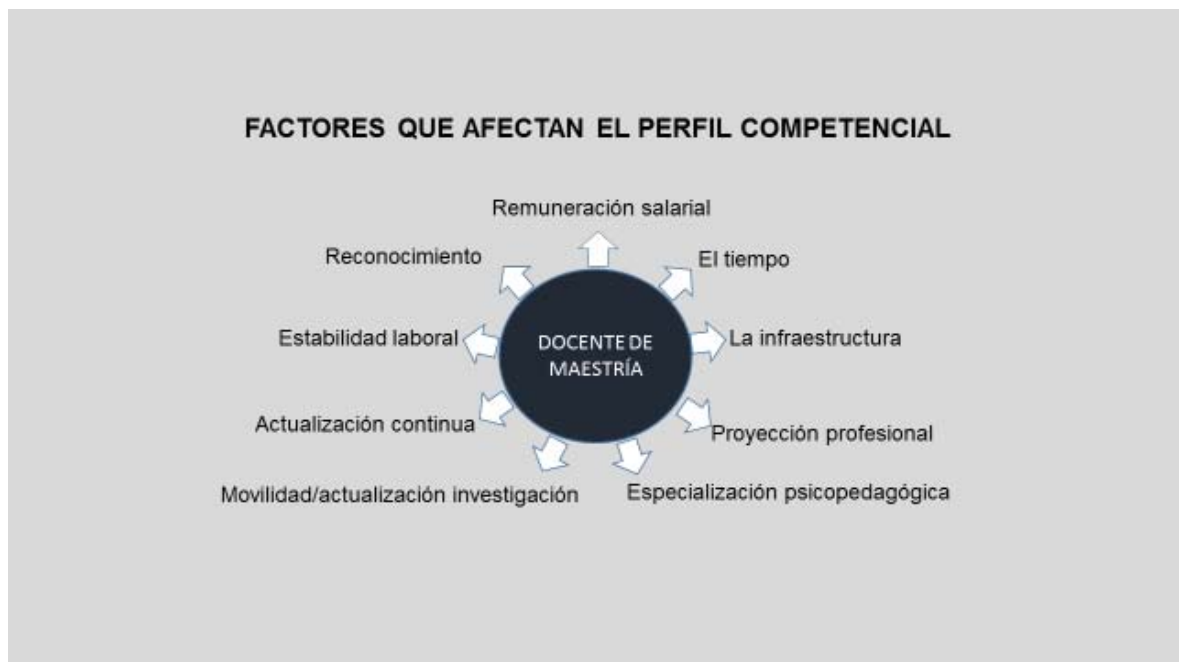 FACTORES QUE AFECTAN EL PERFIL COMPETENCIAL
Remuneración salarial
Reconocimiento
El tiempo
Estabilidad laboral
DOCENTE DE
MAESTRÍA
La infraestructura
Actualización continua
Proyección profesional
Movilidad/actualización investigación
Especialización psicopedagógica